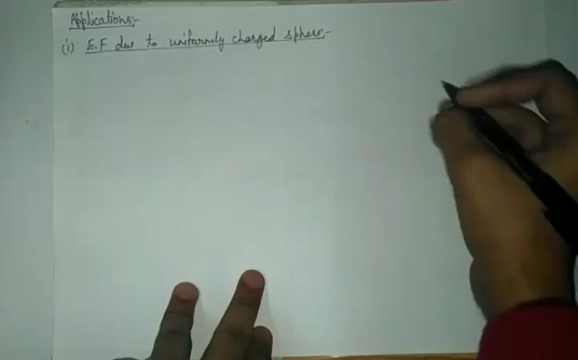 Applications:-
(i) E.F due to uniformly charged sphere:-